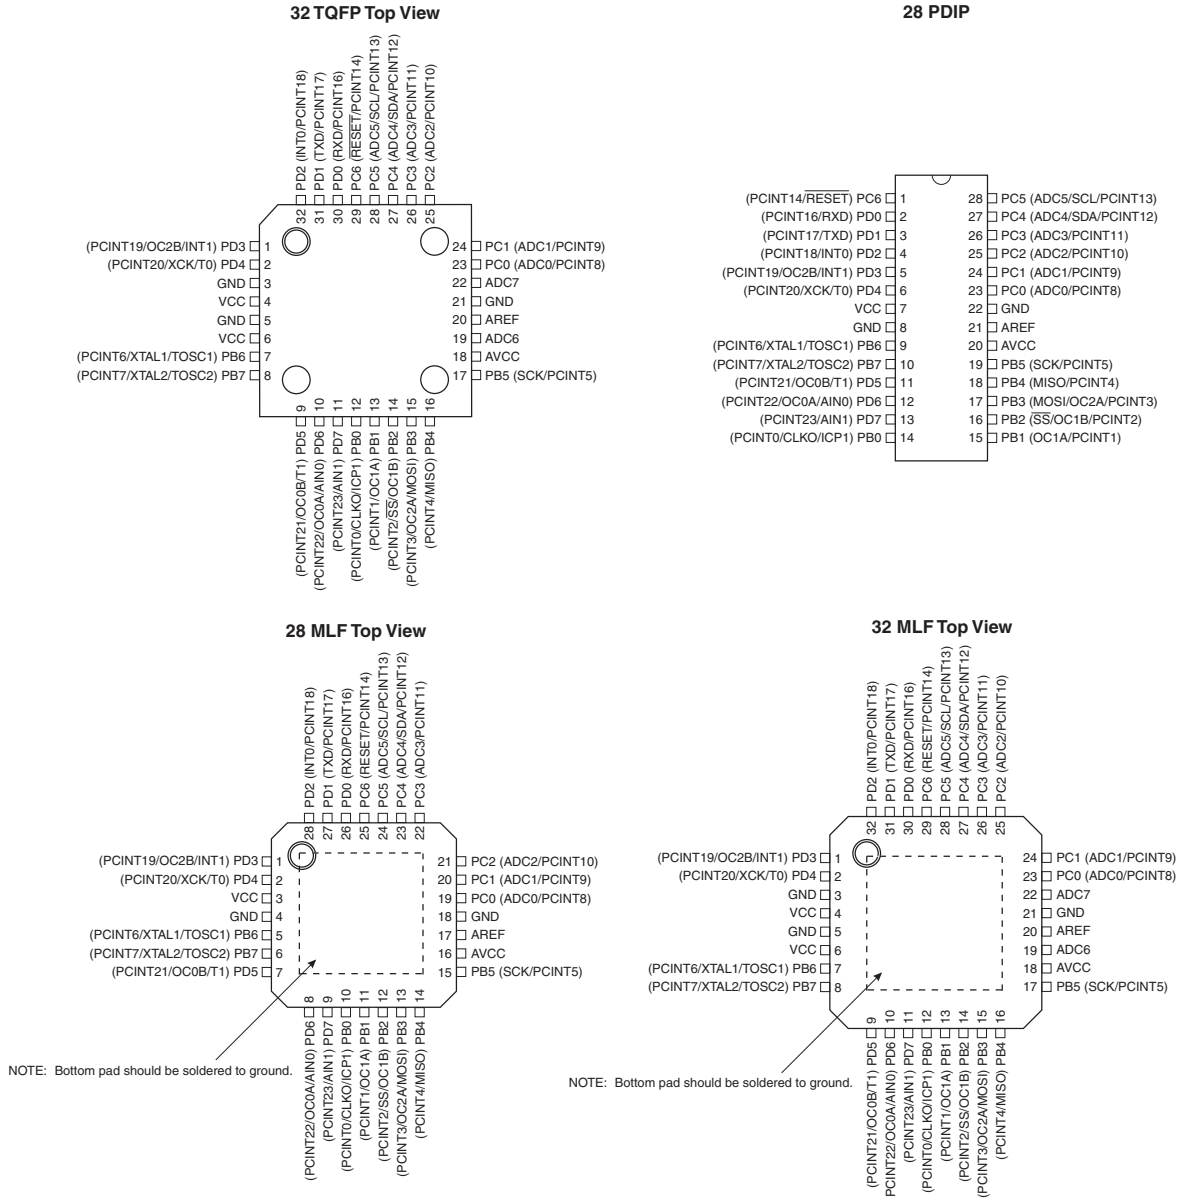 32 TQFP Top View
PD2 (INT0/PCINT18)
PD1 (TXD/PCINT17)
PD0 (RXD/PCINT16)
PC6 (RESET/PCINT14)
PC5 (ADC5/SCL/PCINT13)
PC4 (ADC4/SDA/PCINT12)
PC3 (ADC3/PCINT11)
PC2 (ADC2/PCINT10)
32 31 30 29 28 27 26 25
(PCINT19/OC2B/INT1) PD3 1
(PCINT20/XCK/T0) PD4 2
GND 3
VCC 4
GND 5
VCC 6
(PCINT6/XTAL1/TOSC1) PB6 7
(PCINT7/XTAL2/TOSC2) PB7 8
24 PC1 (ADC1/PCINT9)
23 PC0 (ADC0/PCINT8)
22 ADC7
21 GND
20 AREF
19 ADC6
18 AVCC
17 PB5 (SCK/PCINT5)
9 10 11 12 13 14 15 16
(PCINT21/OC0B/T1) PD5
(PCINT22/OC0A/AIN0) PD6
(PCINT23/AIN1) PD7
(PCINT0/CLKO/ICP1) PB0
(PCINT1/OC1A) PB1
(PCINT2/SS/OC1B) PB2
(PCINT3/OC2A/MOSI) PB3
(PCINT4/MISO) PB4
28 PDIP
(PCINT14/RESET) PC6 1
(PCINT16/RXD) PD0 2
(PCINT17/TXD) PD1 3
(PCINT18/INT0) PD2 4
(PCINT19/OC2B/INT1) PD3 5
(PCINT20/XCK/T0) PD4 6
VCC 7
GND 8
(PCINT6/XTAL1/TOSC1) PB6 9
(PCINT7/XTAL2/TOSC2) PB7 10
(PCINT21/OC0B/T1) PD5 11
(PCINT22/OC0A/AIN0) PD6 12
(PCINT23/AIN1) PD7 13
(PCINT0/CLKO/ICP1) PB0 14
28 PC5 (ADC5/SCL/PCINT13)
27 PC4 (ADC4/SDA/PCINT12)
26 PC3 (ADC3/PCINT11)
25 PC2 (ADC2/PCINT10)
24 PC1 (ADC1/PCINT9)
23 PC0 (ADC0/PCINT8)
22 GND
21 AREF
20 AVCC
19 PB5 (SCK/PCINT5)
18 PB4 (MISO/PCINT4)
17 PB3 (MOSI/OC2A/PCINT3)
16 PB2 (SS/OC1B/PCINT2)
15 PB1 (OC1A/PCINT1)
28 MLF Top View
PD2 (INT0/PCINT18)
PD1 (TXD/PCINT17)
PD0 (RXD/PCINT16)
PC6 (RESET/PCINT14)
PC5 (ADC5/SCL/PCINT13)
PC4 (ADC4/SDA/PCINT12)
PC3 (ADC3/PCINT11)
28 27 26 25 24 23 22
(PCINT19/OC2B/INT1) PD3 1
(PCINT20/XCK/T0) PD4 2
VCC 3
GND 4
(PCINT6/XTAL1/TOSC1) PB6 5
(PCINT7/XTAL2/TOSC2) PB7 6
(PCINT21/OC0B/T1) PD5 7
21 PC2 (ADC2/PCINT10)
20 PC1 (ADC1/PCINT9)
19 PC0 (ADC0/PCINT8)
18 GND
17 AREF
16 AVCC
15 PB5 (SCK/PCINT5)
8 9 10 11 12 13 14
(PCINT22/OC0A/AIN0) PD6
(PCINT23/AIN1) PD7
(PCINT0/CLKO/ICP1) PB0
(PCINT1/OC1A) PB1
(PCINT2/SS/OC1B) PB2
(PCINT3/OC2A/MOSI) PB3
(PCINT4/MISO) PB4
NOTE: Bottom pad should be soldered to ground.
32 MLF Top View
PD2 (INT0/PCINT18)
PD1 (TXD/PCINT17)
PD0 (RXD/PCINT16)
PC6 (RESET/PCINT14)
PC5 (ADC5/SCL/PCINT13)
PC4 (ADC4/SDA/PCINT12)
PC3 (ADC3/PCINT11)
PC2 (ADC2/PCINT10)
32 31 30 29 28 27 26 25
(PCINT19/OC2B/INT1) PD3 1
(PCINT20/XCK/T0) PD4 2
GND 3
VCC 4
GND 5
VCC 6
(PCINT6/XTAL1/TOSC1) PB6 7
(PCINT7/XTAL2/TOSC2) PB7 8
24 PC1 (ADC1/PCINT9)
23 PC0 (ADC0/PCINT8)
22 ADC7
21 GND
20 AREF
19 ADC6
18 AVCC
17 PB5 (SCK/PCINT5)
9 10 11 12 13 14 15 16
(PCINT21/OC0B/T1) PD5
PCINT22/OC0A/AIN0) PD6
(PCINT23/AIN1) PD7
(PCINT0/CLKO/ICP1) PB0
(PCINT1/OC1A) PB1
(PCINT2/SS/OC1B) PB2
(PCINT3/OC2A/MOSI) PB3
(PCINT4/MISO) PB4
NOTE: Bottom pad should be soldered to ground.